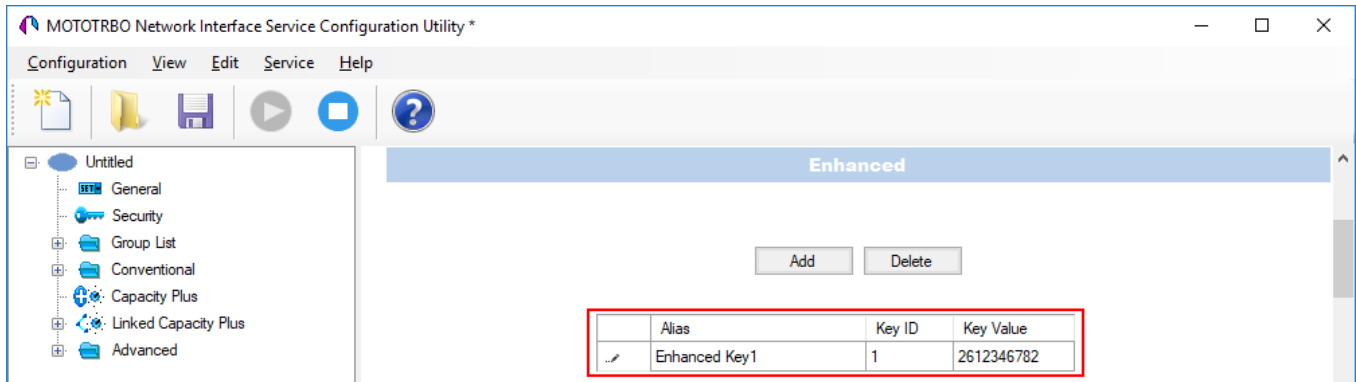 MOTOTRBO Network Interface Service Configuration Utility *
Configuration View Edit Service Help
Untitled
SET
General
Security
Group List
Conventional
Capacity Plus
Linked Capacity Plus
Advanced
Enhanced
Add Delete
Alias Key ID Key Value
Enhanced Key1 1 2612346782